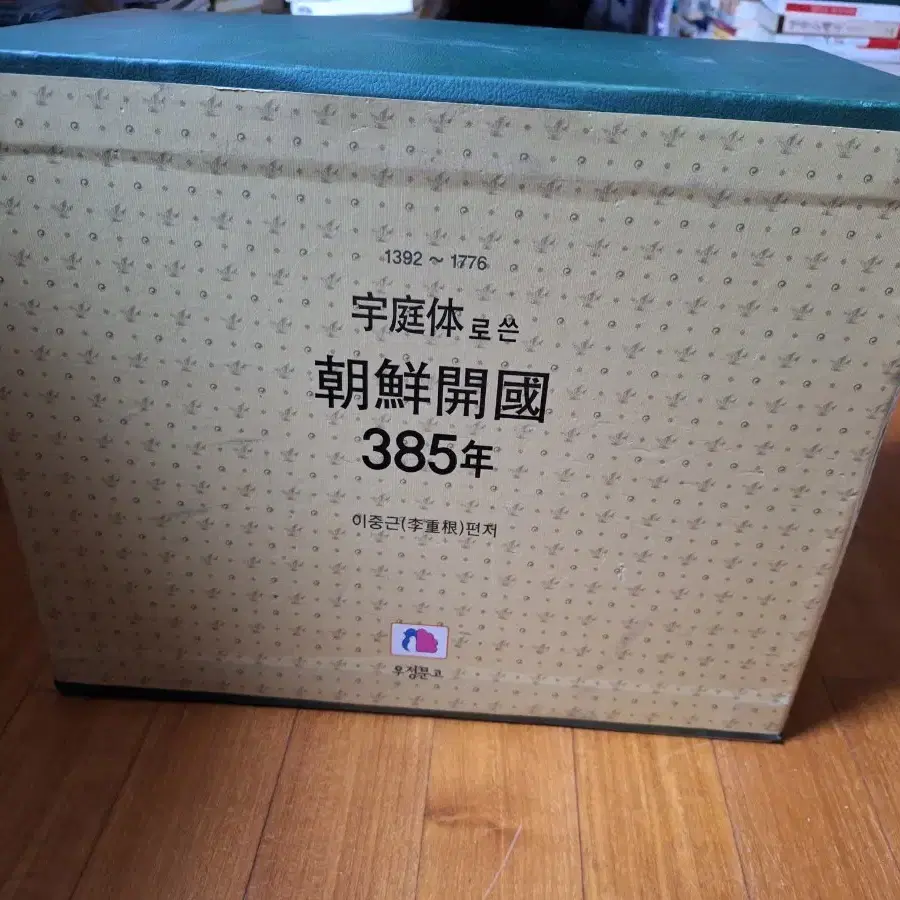 1392 ~ 1776
宇庭体로쓴
朝鮮開國
385年
이중근(李重根)편저
우정문고